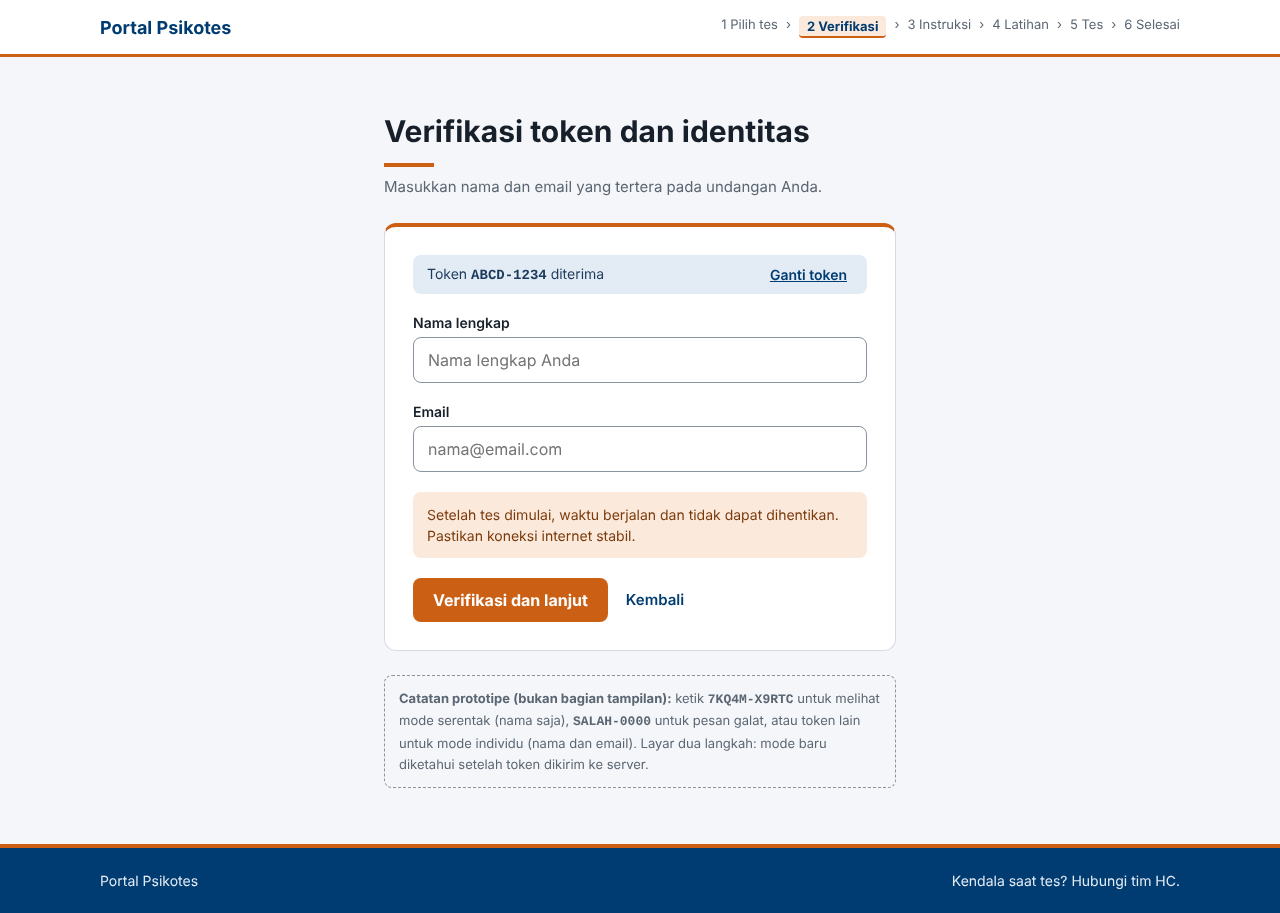 Portal Psikotes
1 Pilih tes › 2 Verifikasi › 3 Instruksi › 4 Latihan › 5 Tes › 6 Selesai
Verifikasi token dan identitas
Masukkan nama dan email yang tertera pada undangan Anda.
Token ABCD-1234 diterima
Ganti token
Nama lengkap
Nama lengkap Anda
Email
nama@email.com
Setelah tes dimulai, waktu berjalan dan tidak dapat dihentikan.
Pastikan koneksi internet stabil.
Verifikasi dan lanjut
Kembali
Catatan prototipe (bukan bagian tampilan): ketik 7KQ4M-X9RTC untuk melihat
mode serentak (nama saja), SALAH-0000 untuk pesan galat, atau token lain
untuk mode individu (nama dan email). Layar dua langkah: mode baru
diketahui setelah token dikirim ke server.
Portal Psikotes
Kendala saat tes? Hubungi tim HC.